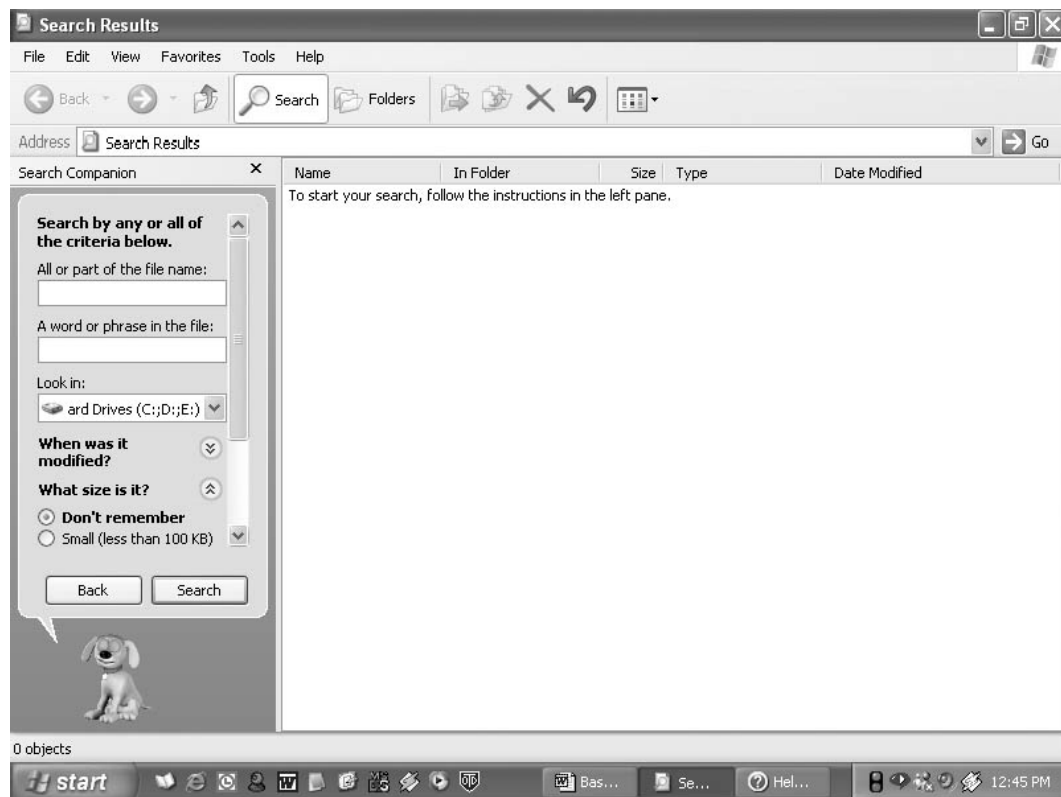 Search Results
File Edit View Favorites Tools Help
Back Search Folders
Address Search Results Go
Search Companion
Name In Folder Size Type Date Modified
To start your search, follow the instructions in the left pane.
Search by any or all of
the criteria below.
All or part of the file name:
A word or phrase in the file:
Look in:
ard Drives (C:;D:;E:)
When was it
modified?
What size is it?
Don't remember
Small (less than 100 KB)
Back Search
0 objects
start W Bas... Se... Hel... 12:45 PM